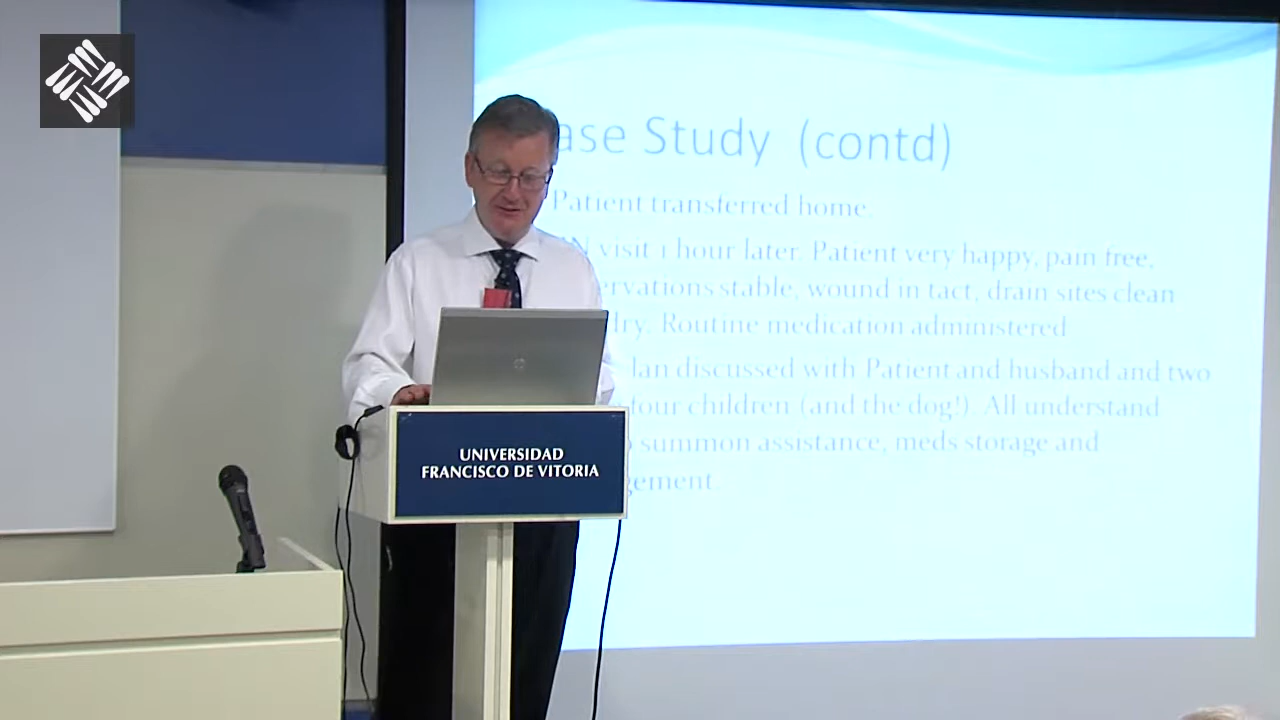 ase Study (contd)
Patient transferred home.
N visit 1 hour later. Patient very happy, pain free,
ervations stable, wound in tact, drain sites clean
dry. Routine medication administered
lan discussed with Patient and husband and two
four children (and the dog!). All understand
summon assistance, meds storage and
gement.
UNIVERSIDAD
FRANCISCO DE VITORIA